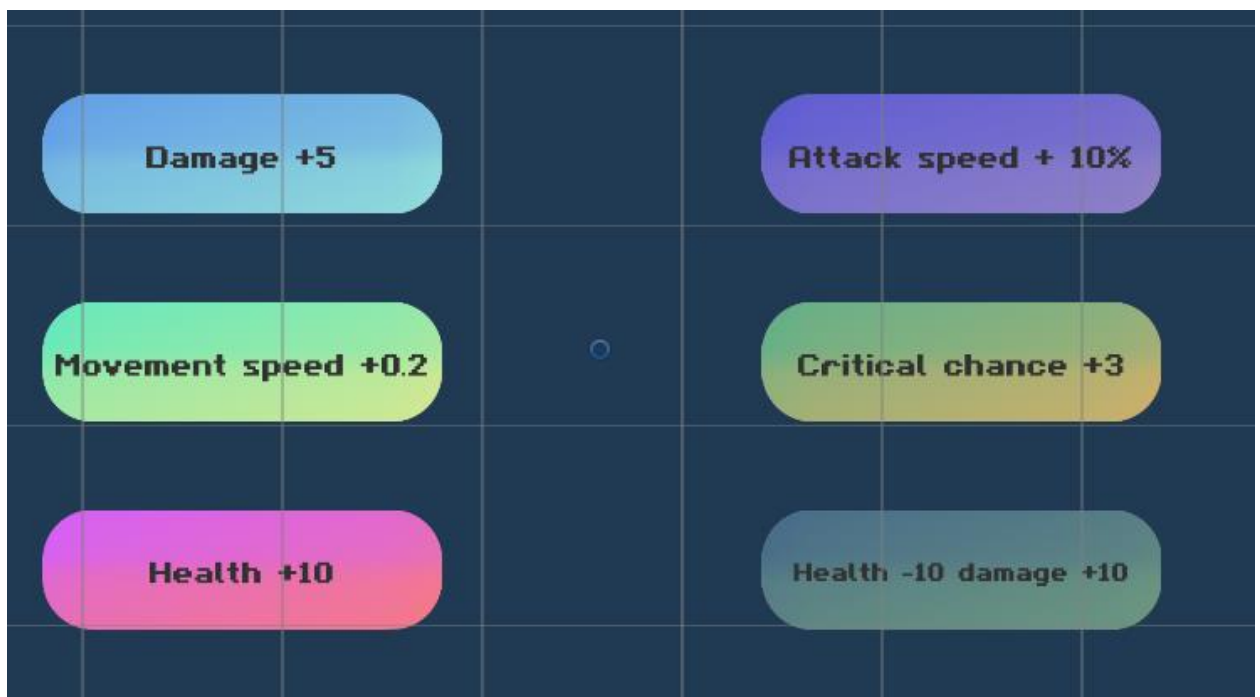 Damage +5
Attack speed + 10%
Movement speed +0.2
Critical chance +3
Health +10
Health -10 damage +10